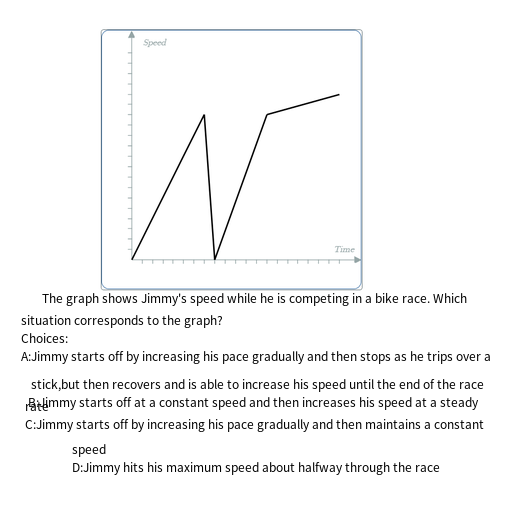 Speed
Time
The graph shows Jimmy's speed while he is competing in a bike race. Which
situation corresponds to the graph?
Choices:
A:Jimmy starts off by increasing his pace gradually and then stops as he trips over a
stick,but then recovers and is able to increase his speed until the end of the race
B:Jimmy starts off at a constant speed and then increases his speed at a steady
rate
C:Jimmy starts off by increasing his pace gradually and then maintains a constant
speed
D:Jimmy hits his maximum speed about halfway through the race